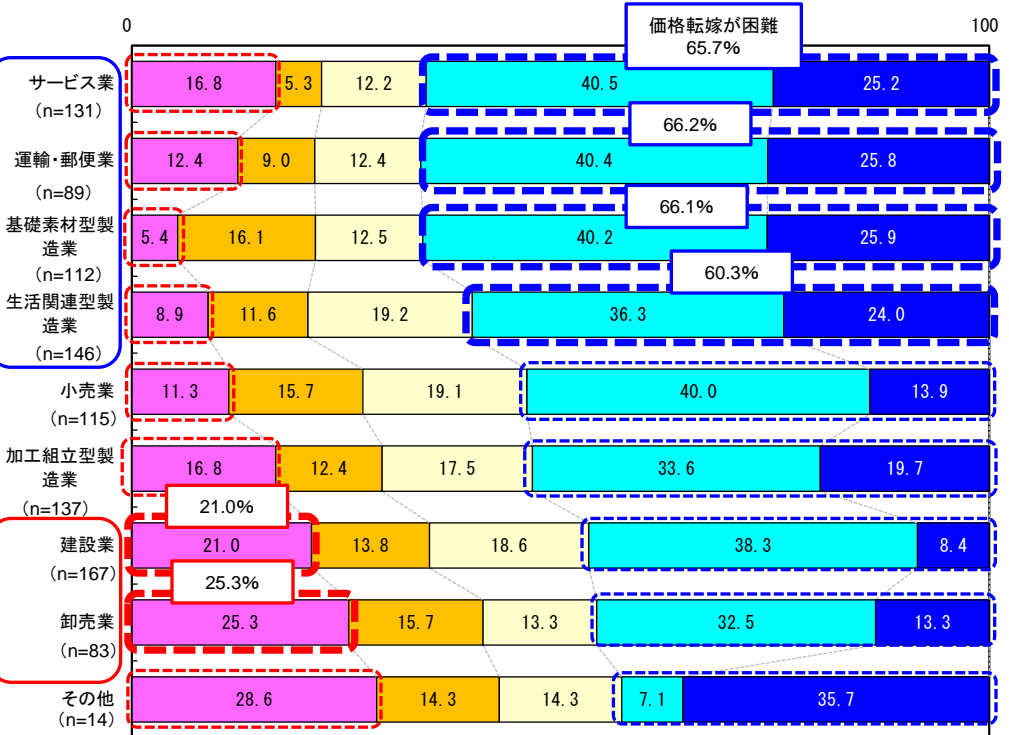 0
100
価格転嫁が困難
65.7%
サービス業
(n=131)
16.8 5.3 12.2 40.5 25.2
66.2%
運輸・郵便業
(n=89)
12.4 9.0 12.4 40.4 25.8
66.1%
基礎素材型製
造業
(n=112)
5.4 16.1 12.5 40.2 25.9
60.3%
生活関連型製
造業
(n=146)
8.9 11.6 19.2 36.3 24.0
小売業
(n=115)
11.3 15.7 19.1 40.0 13.9
加工組立型製
造業
(n=137)
16.8 12.4 17.5 33.6 19.7
21.0%
建設業
(n=167)
21.0 13.8 18.6 38.3 8.4
25.3%
卸売業
(n=83)
25.3 15.7 13.3 32.5 13.3
その他
(n=14)
28.6 14.3 14.3 7.1 35.7